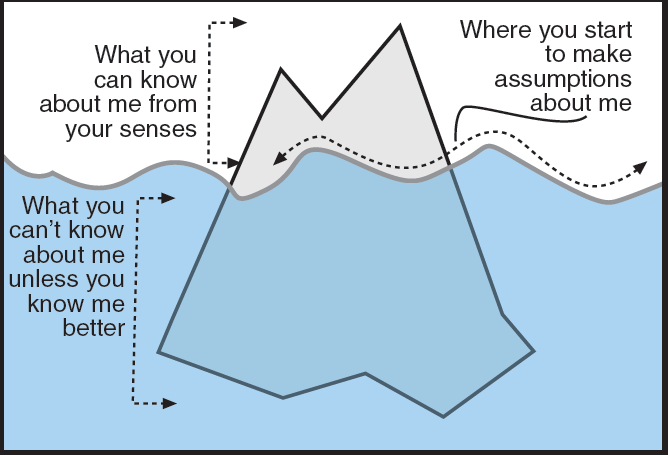 What you
can know
about me from
your senses
Where you start
to make
assumptions
about me
What you
can’t know
about me
unless you
know me
better